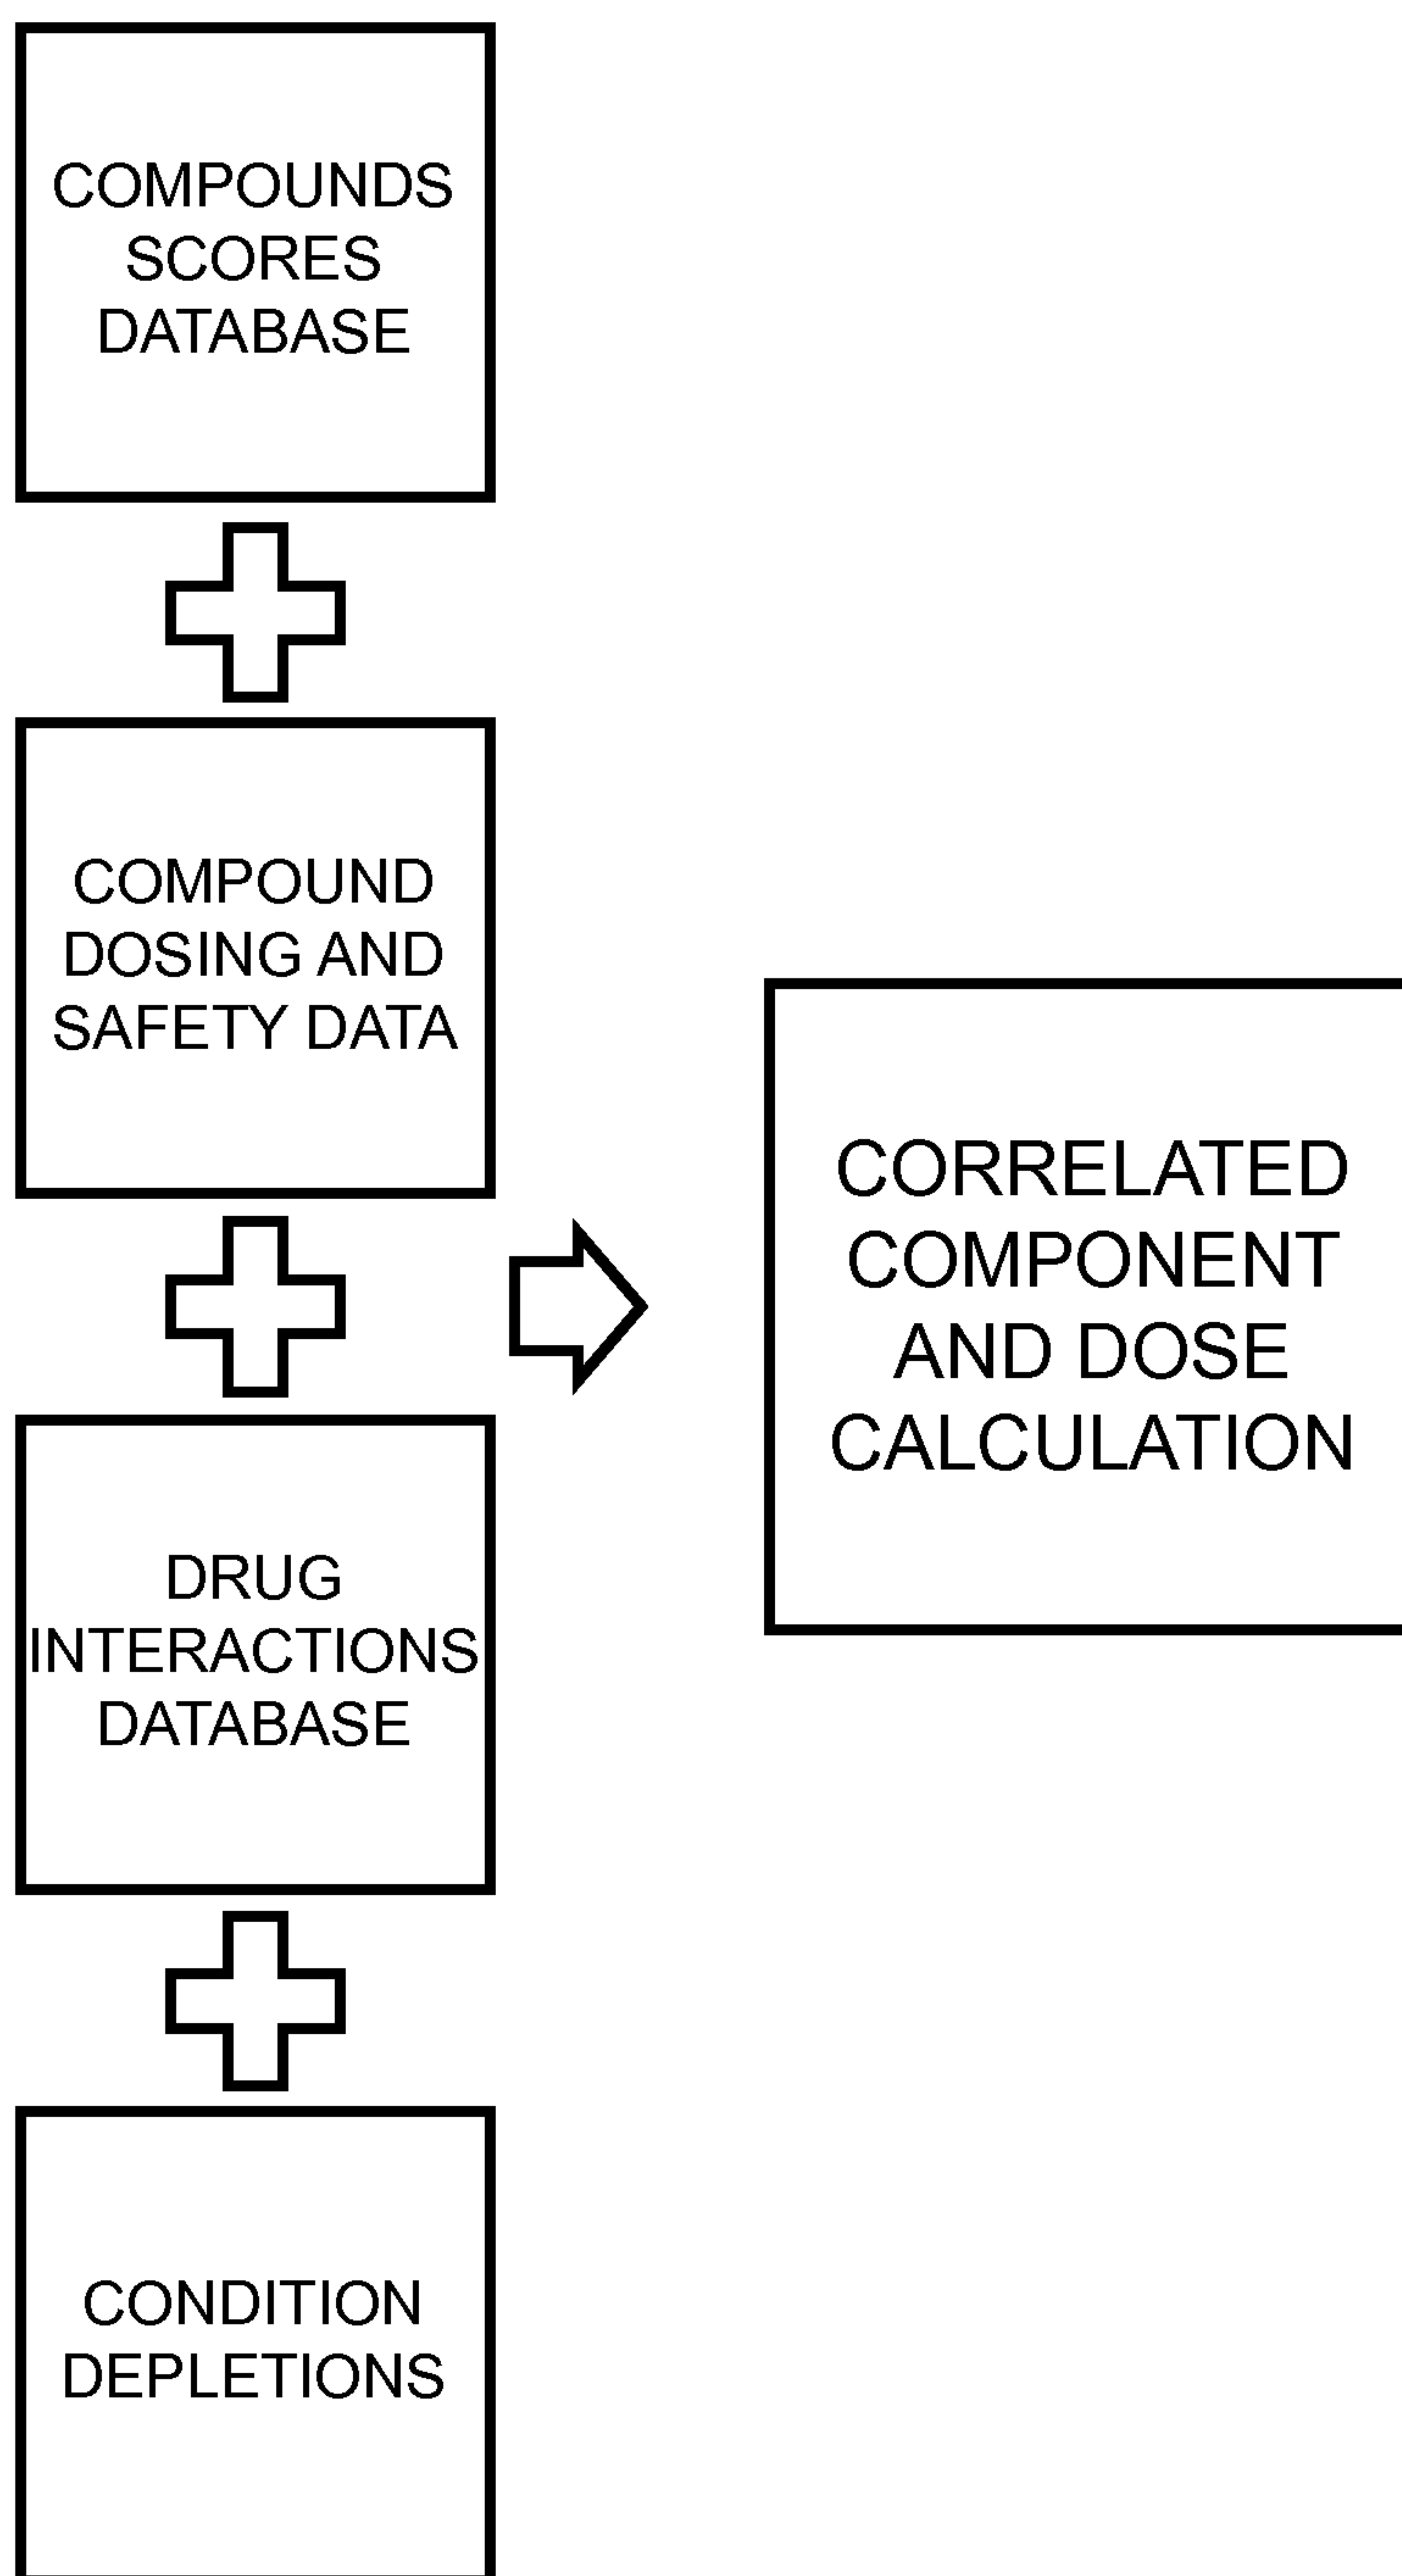 COMPOUNDS
SCORES
DATABASE
COMPOUND
DOSING AND
SAFETY DATA
DRUG
INTERACTIONS
DATABASE
CONDITION
DEPLETIONS
CORRELATED
COMPONENT
AND DOSE
CALCULATION